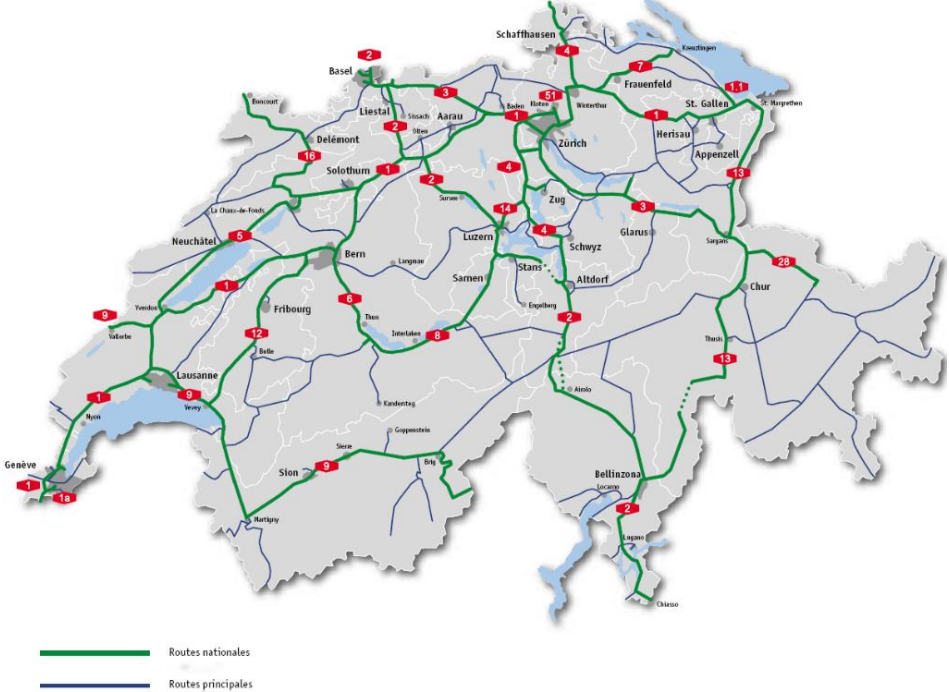 Schaffhausen
4
Kreuzlingen
2
Basel
7
Frauenfeld
1.1
3
51
Winterthur
St. Gallen
St. Margrethen
Boncourt
Liestal
Sissach
Baden
Kloten
1
1
Herisau
2
Aarau
Olten
Zürich
Appenzell
Delémont
16
Solothurn
1
4
13
2
Sursee
Zug
La Chaux-de-Fonds
14
3
Luzern
4
Schwyz
Glarus
Sargans
Neuchâtel
5
Bern
Langnau
Stans
28
Sarnen
Altdorf
Chur
1
6
Engelberg
Yverdon
Fribourg
9
Thun
2
Vallorbe
12
Interlaken
8
Thusis
Bulle
13
Lausanne
1
9
Airolo
Vevey
Kandersteg
Nyon
Goppenstein
Genève
Sierre
Sion
9
Brig
Bellinzona
1
1a
Locarno
2
Martigny
Lugano
Chiasso
Routes nationales
Routes principales